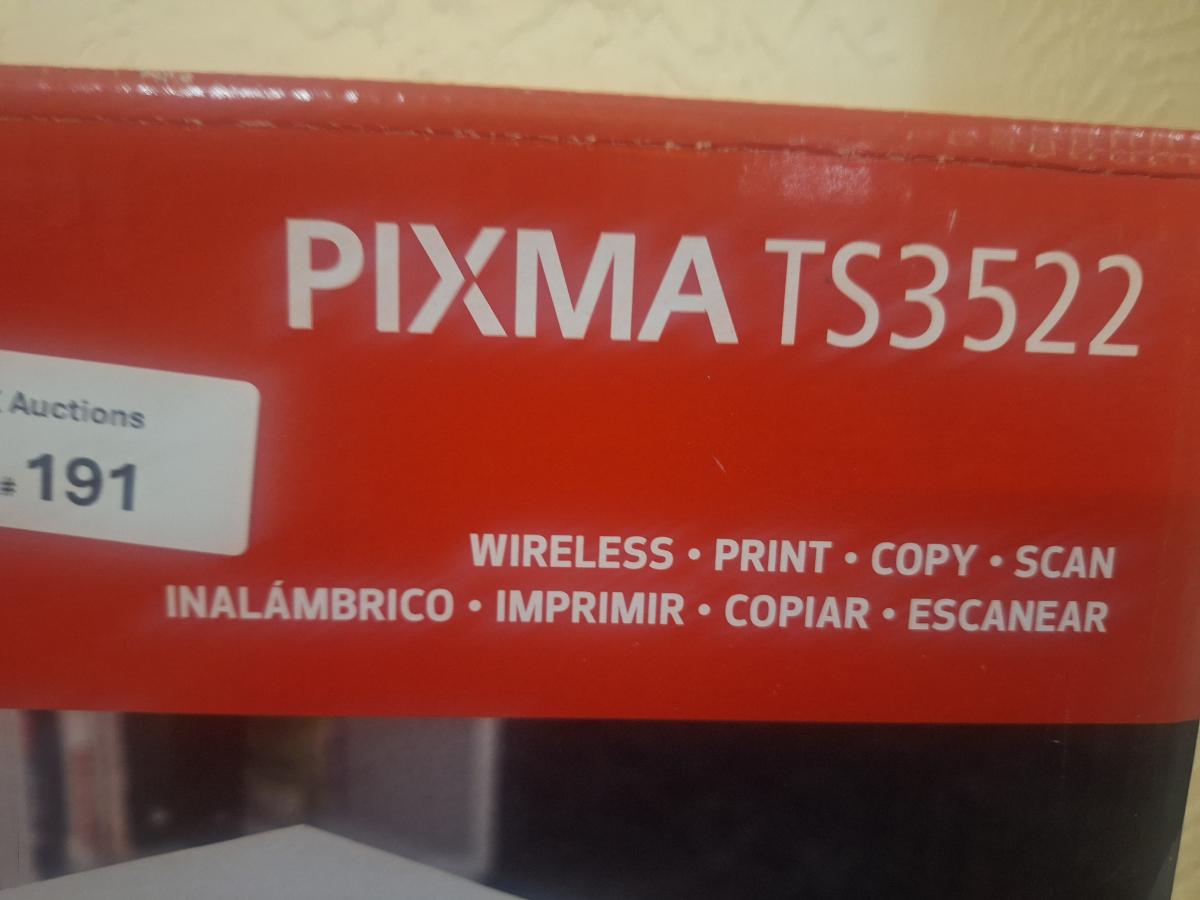 PIXMA TS3522
Auctions
# 191
WIRELESS • PRINT • COPY • SCAN
INALÁMBRICO • IMPRIMIR • COPIAR • ESCANEAR